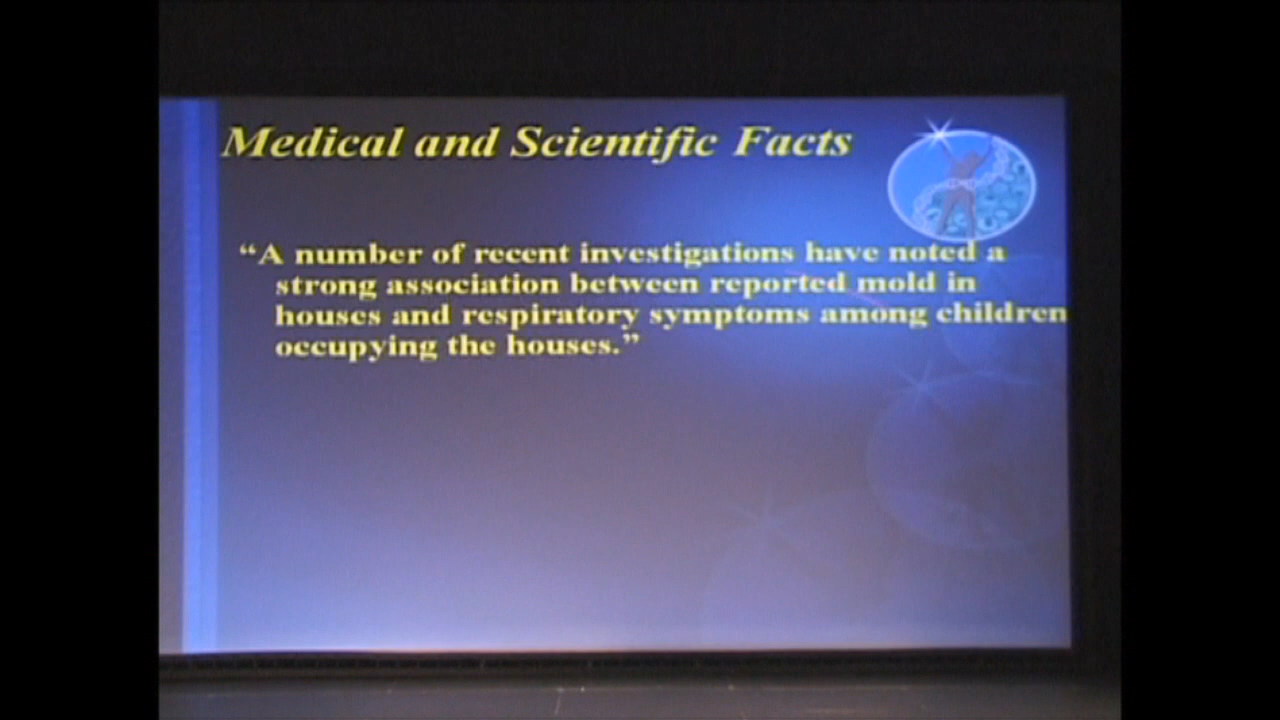 Medical and Scientific Facts
“A number of recent investigations have noted a
strong association between reported mold in
houses and respiratory symptoms among children
occupying the houses.”